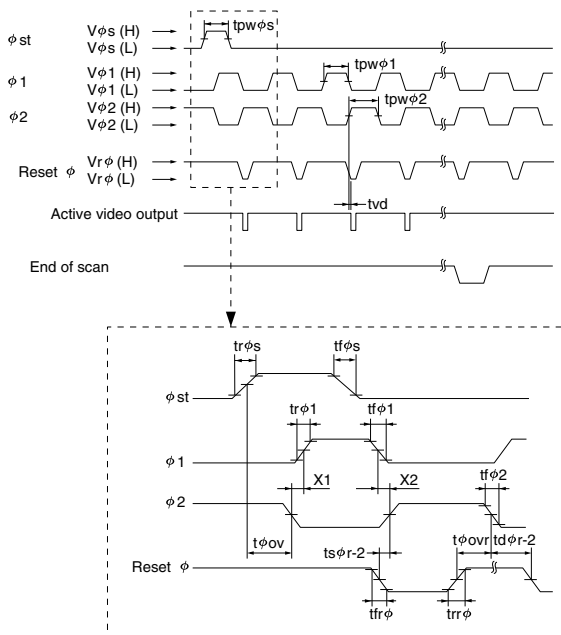 tpwφs
φst
Vφs (H)
Vφs (L)
tpwφ1
φ1
Vφ1 (H)
Vφ1 (L)
tpwφ2
φ2
Vφ2 (H)
Vφ2 (L)
Reset φ
Vrφ (H)
Vrφ (L)
tvd
Active video output
End of scan
trφs
tfφs
φst
trφ1
tfφ1
φ1
X1
X2
tfφ2
φ2
tφov
tsφr-2
tφovr
tdφr-2
Reset φ
tfrφ
trrφ